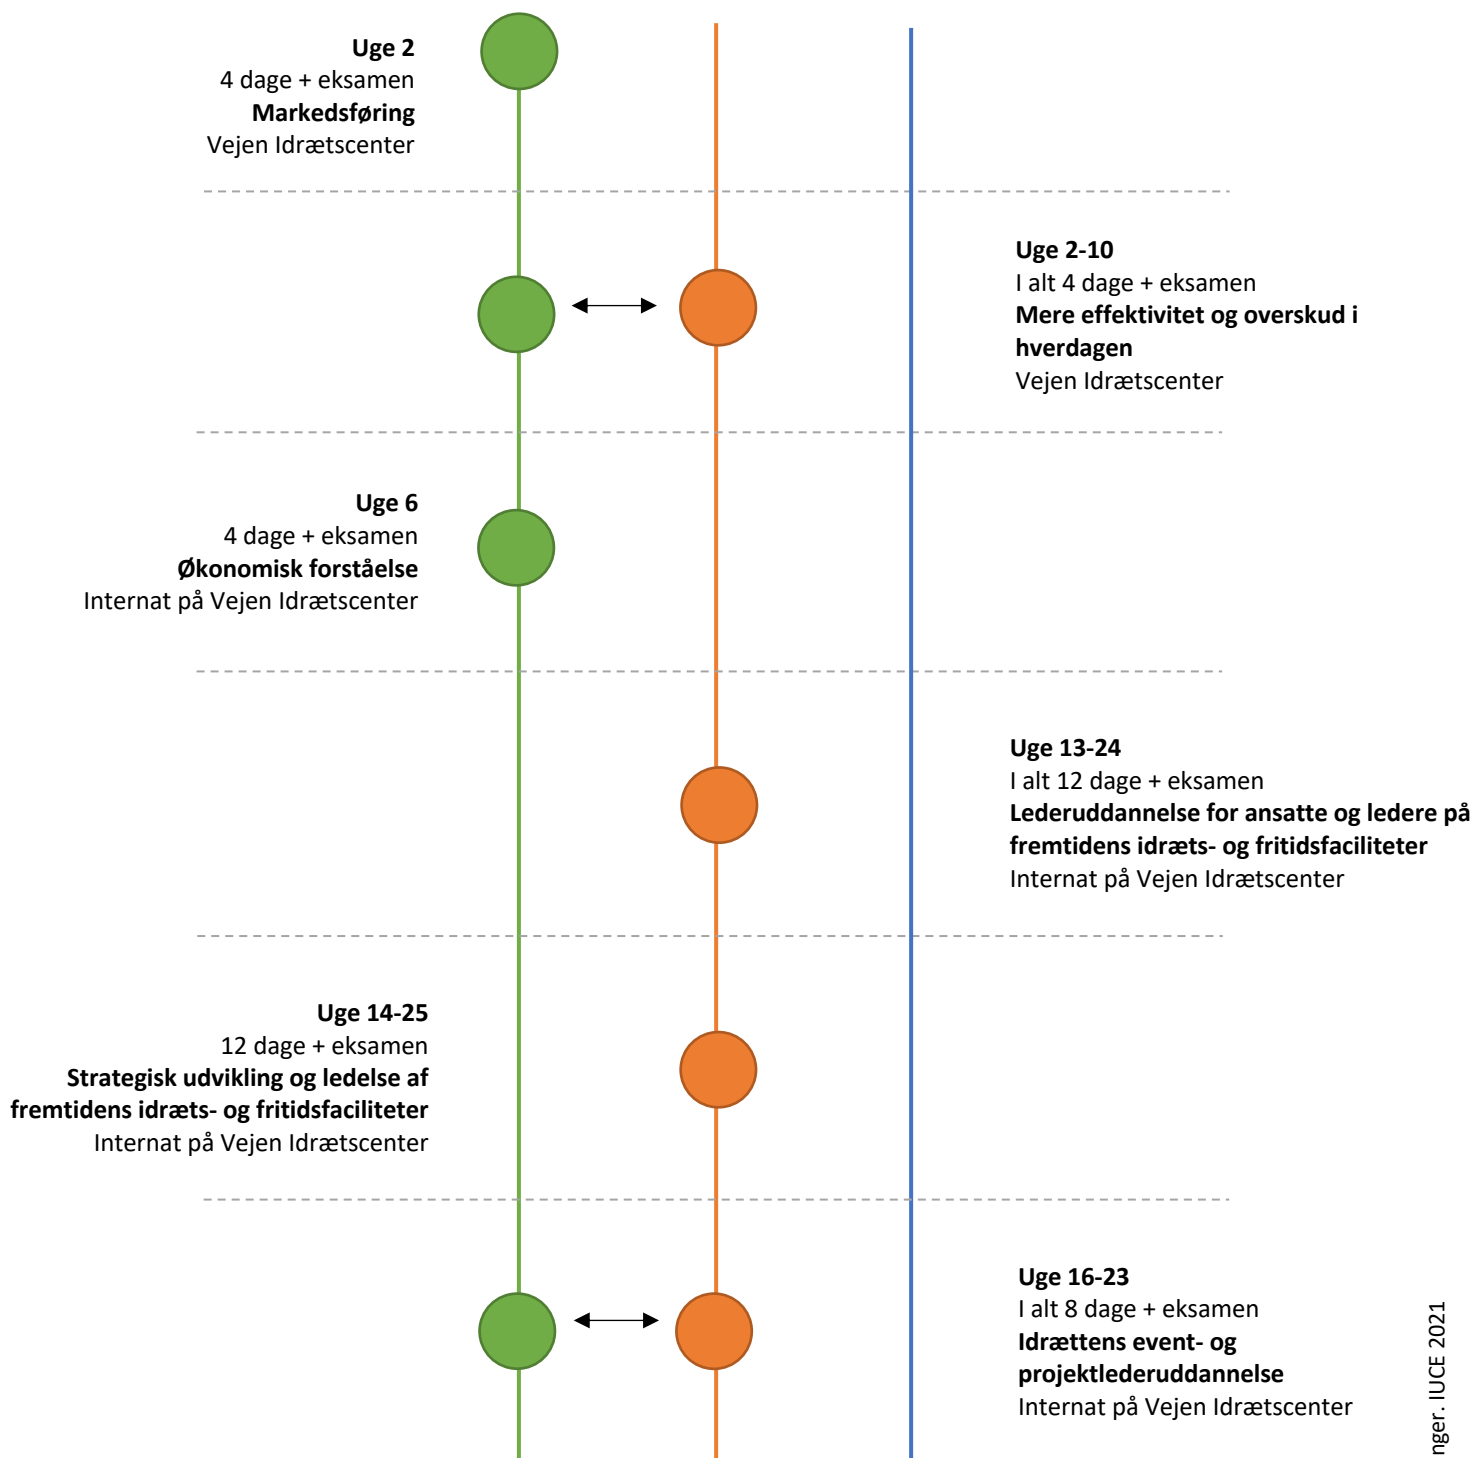 Uge 2
4 dage + eksamen
Markedsføring
Vejen Idrætscenter
Uge 2-10
I alt 4 dage + eksamen
Mere effektivitet og overskud i
hverdagen
Vejen Idrætscenter
Uge 6
4 dage + eksamen
Økonomisk forståelse
Internat på Vejen Idrætscenter
Uge 13-24
I alt 12 dage + eksamen
Lederuddannelse for ansatte og ledere på
fremtidens idræts- og fritidsfaciliteter
Internat på Vejen Idrætscenter
Uge 14-25
12 dage + eksamen
Strategisk udvikling og ledelse af
fremtidens idræts- og fritidsfaciliteter
Internat på Vejen Idrætscenter
Uge 16-23
I alt 8 dage + eksamen
Idrættens event- og
projektlederuddannelse
Internat på Vejen Idrætscenter
nger. IUCE 2021